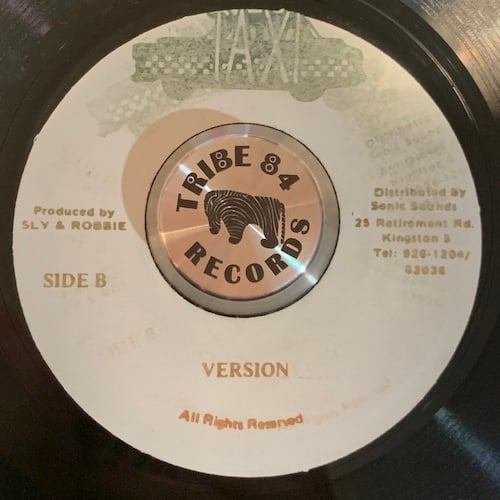 TAXI
TRIBE 84
RECORDS
Produced by
SLY & ROBBIE
SIDE B
Distributed by
Sonic Sounds
25 Retirement Rd.
Kingston 5
Tel: 926-1204/
62036
VERSION
All Rights Reserved